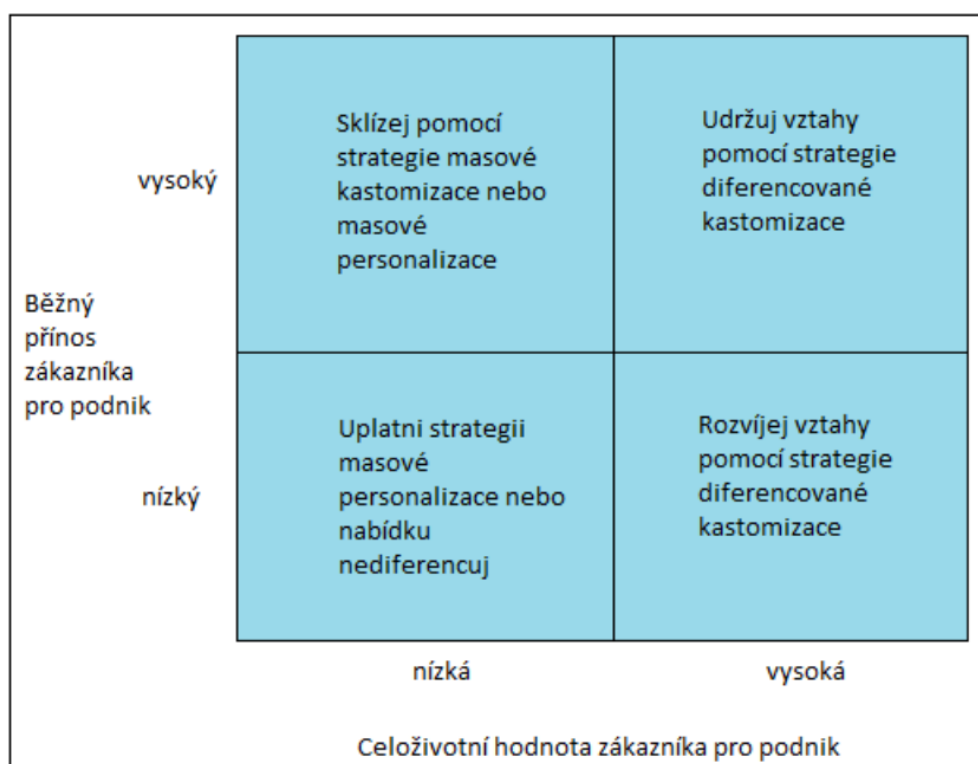 Sklízej pomocí
strategie masové
kastomizace nebo
masové
personalizace
Udržuj vztahy
pomocí strategie
diferencované
kastomizace
vysoký
Běžný
přínos
zákazníka
pro podnik
Uplatni strategii
masové
personalizace nebo
nabídku
nediferencuj
Rozvíjej vztahy
pomocí strategie
diferencované
kastomizace
nízký
nízká
vysoká
Celoživotní hodnota zákazníka pro podnik